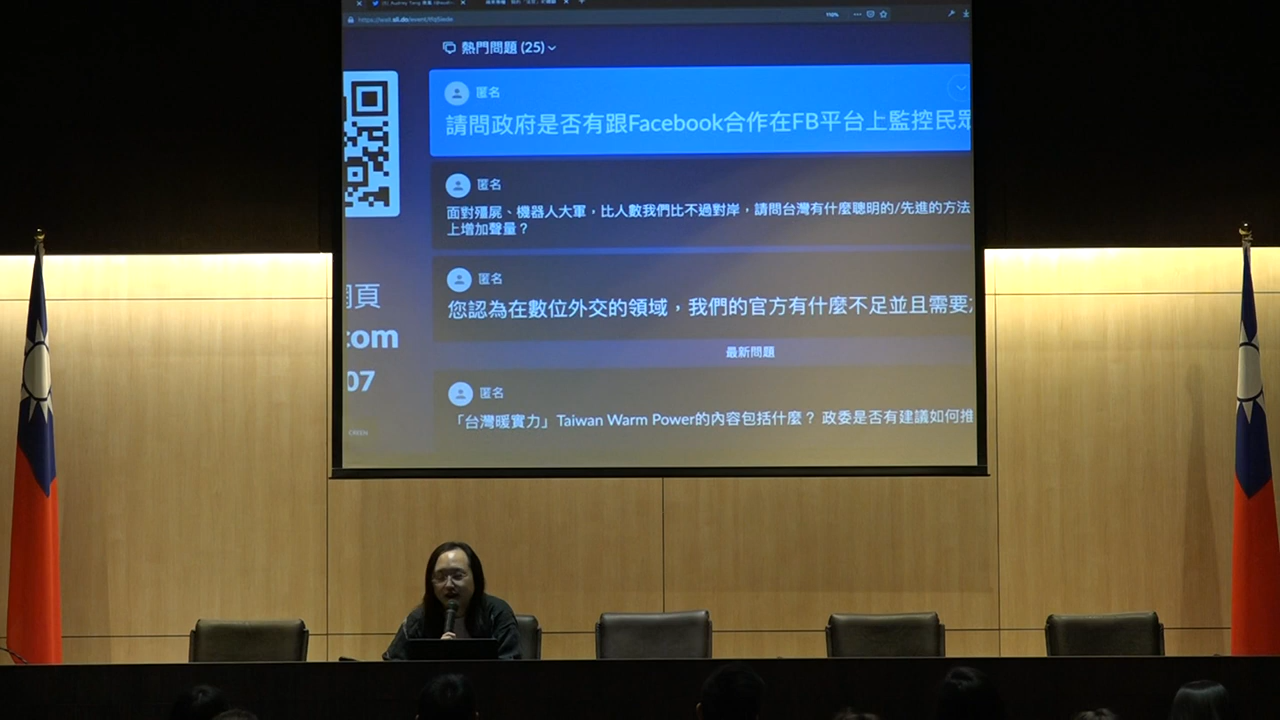 https://wall.sli.do/event/
110%
熱門問題 (25)
匿名
請問政府是否有跟Facebook合作在FB平台上監控民眾
匿名
面對殭屍、機器人大軍，比人數我們比不過對岸，請問台灣有什麼聰明的/先進的方法
上增加聲量？
匿名
您認為在數位外交的領域，我們的官方有什麼不足並且需要
最新問題
匿名
「台灣暖實力」Taiwan Warm Power的內容包括什麼？ 政委是否有建議如何推
頁
com
07